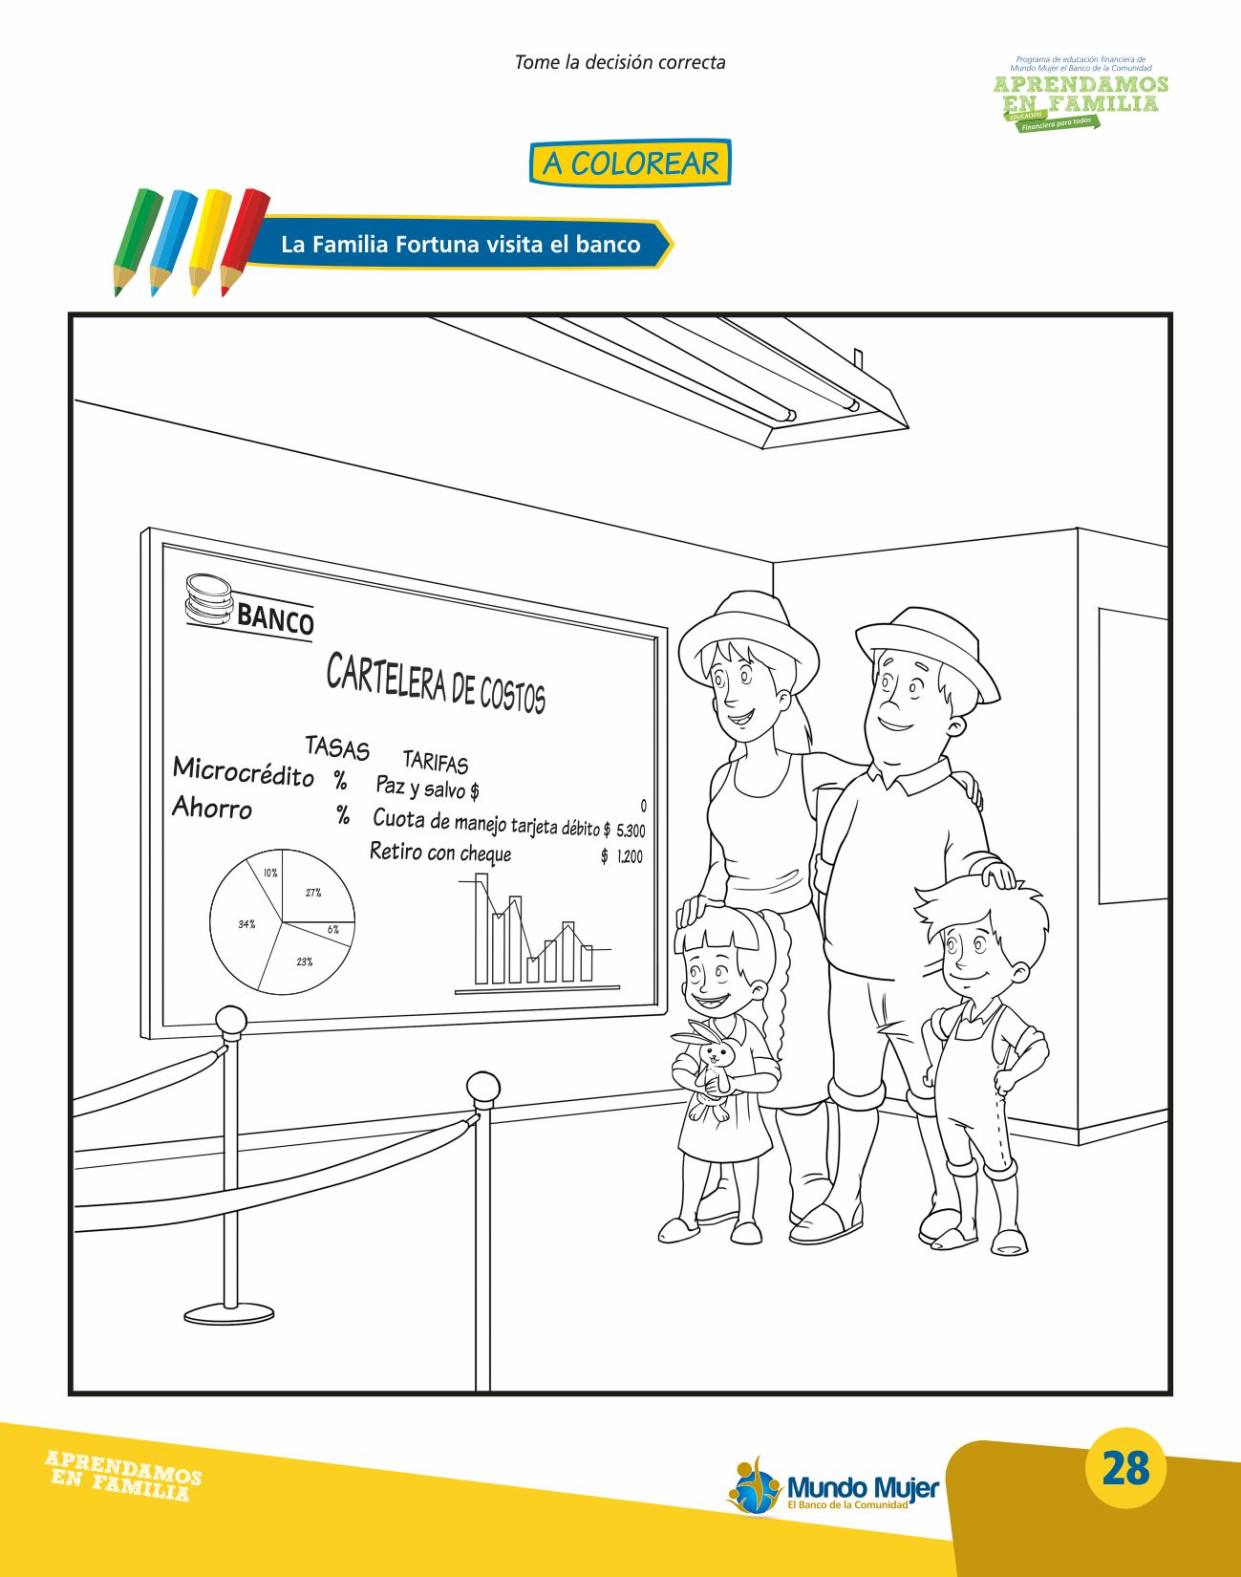 Tome la decisión correcta
Programa de educación financiera de
Mundo Mujer el Banco de la Comunidad
APRENDAMOS
EN FAMILIA
EDUCACIÓN
Financiera para todos
A COLOREAR
La Familia Fortuna visita el banco
BANCO
CARTELERA DE COSTOS
TASAS TARIFAS
Microcrédito % Paz y salvo $ 0
Ahorro % Cuota de manejo tarjeta débito $ 5.300
Retiro con cheque $ 1.200
10%
27%
34%
6%
23%
APRENDAMOS
EN FAMILIA
Mundo Mujer
El Banco de la Comunidad
28